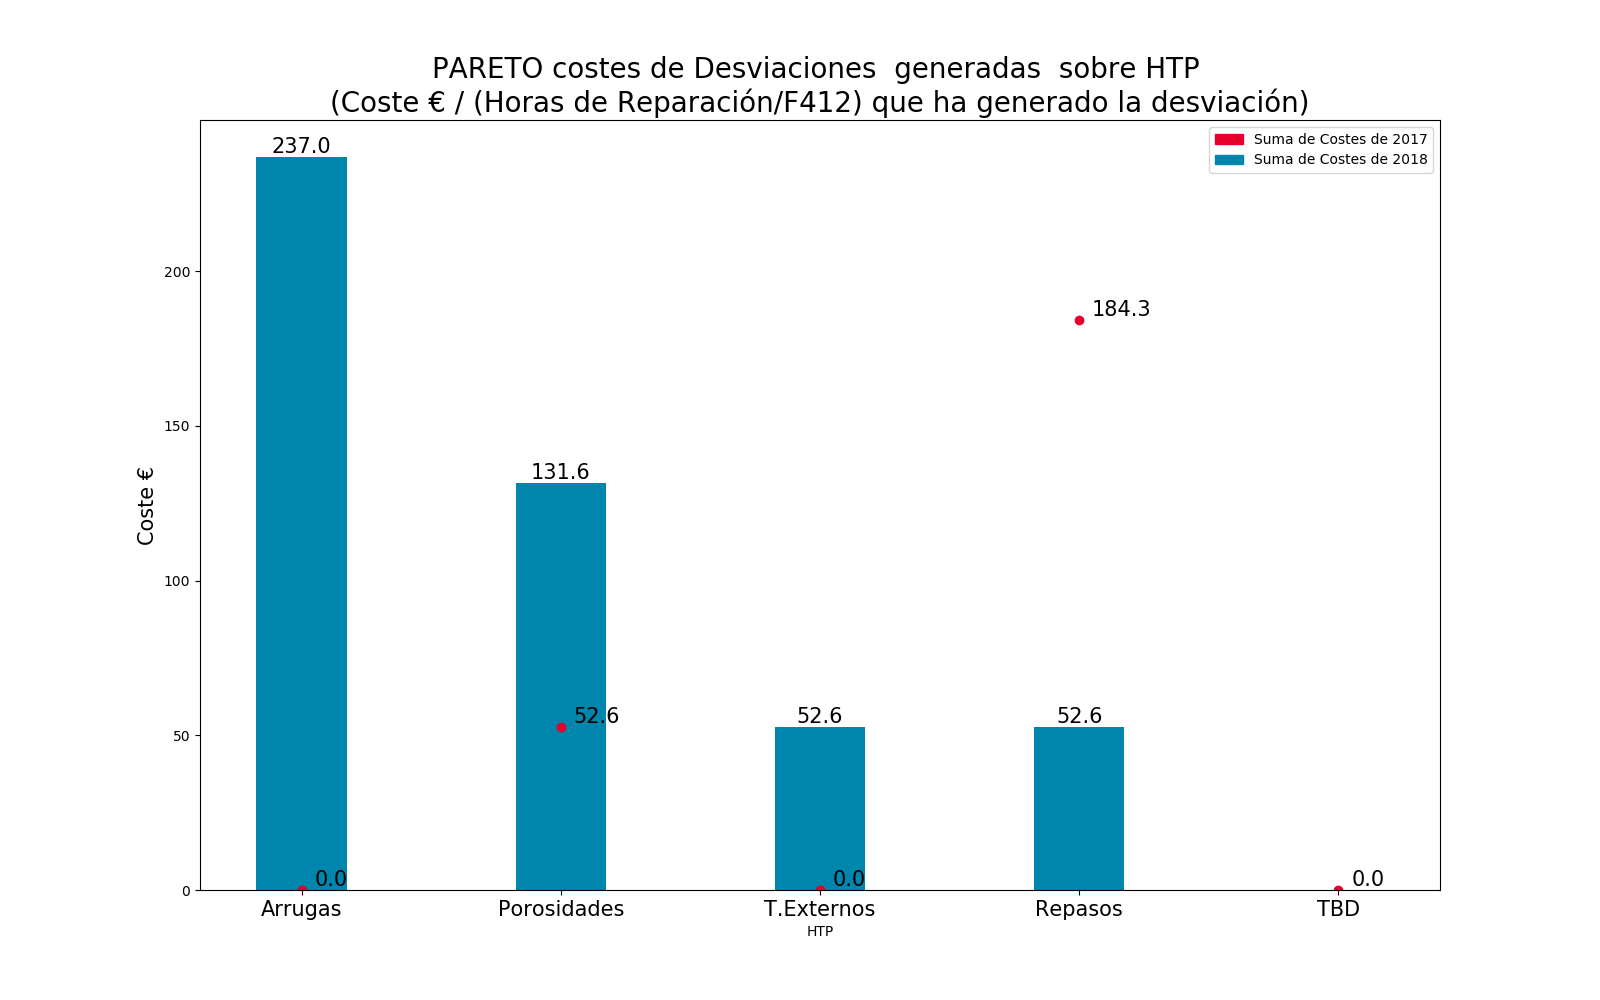 PARETO costes de Desviaciones  generadas  sobre HTP
(Coste € / (Horas de Reparación/F412) que ha generado la desviación)
Suma de Costes de 2017
Suma de Costes de 2018
237.0
184.3
131.6
52.6
52.6
52.6
0.0
0.0
0.0
200
150
100
50
0
Coste €
Arrugas
Porosidades
T.Externos
Repasos
TBD
HTP